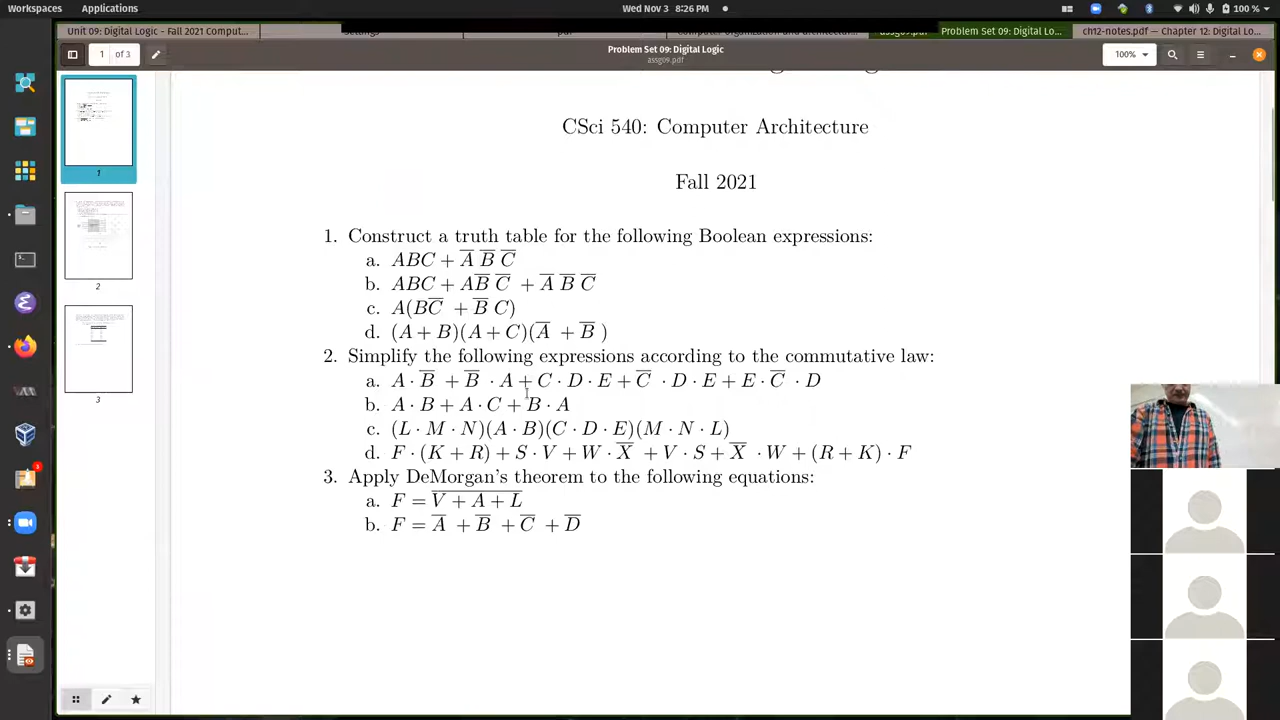 Workspaces Applications Wed Nov 3 8:26 PM 100 %
Unit 09: Digital Logic - Fall 2021 Comput... Problem Set 09: Digital Lo... ch12-notes.pdf — Chapter 12: Digital Lo...
1 of 3 Problem Set 09: Digital Logic 100%
assg09.pdf
CSci 540: Computer Architecture
Fall 2021
1. Construct a truth table for the following Boolean expressions:
a. ABC + A̅ B̅ C̅
b. ABC + AB̅ C̅ + A̅ B̅ C̅
c. A(BC̅ + B̅ C)
d. (A + B)(A + C)(A̅ + B̅ )
2. Simplify the following expressions according to the commutative law:
a. A · B̅ + B̅ · A + C · D · E + C̅ · D · E + E · C̅ · D
b. A · B + A · C + B · A
c. (L · M · N)(A · B)(C · D · E)(M · N · L)
d. F · (K + R) + S · V + W · X̅ + V · S + X̅ · W + (R + K) · F
3. Apply DeMorgan's theorem to the following equations:
a. F = V̅ ̅+̅ ̅A̅ ̅+̅ ̅L̅
b. F = A̅ + B̅ + C̅ + D̅
1
2
3
3